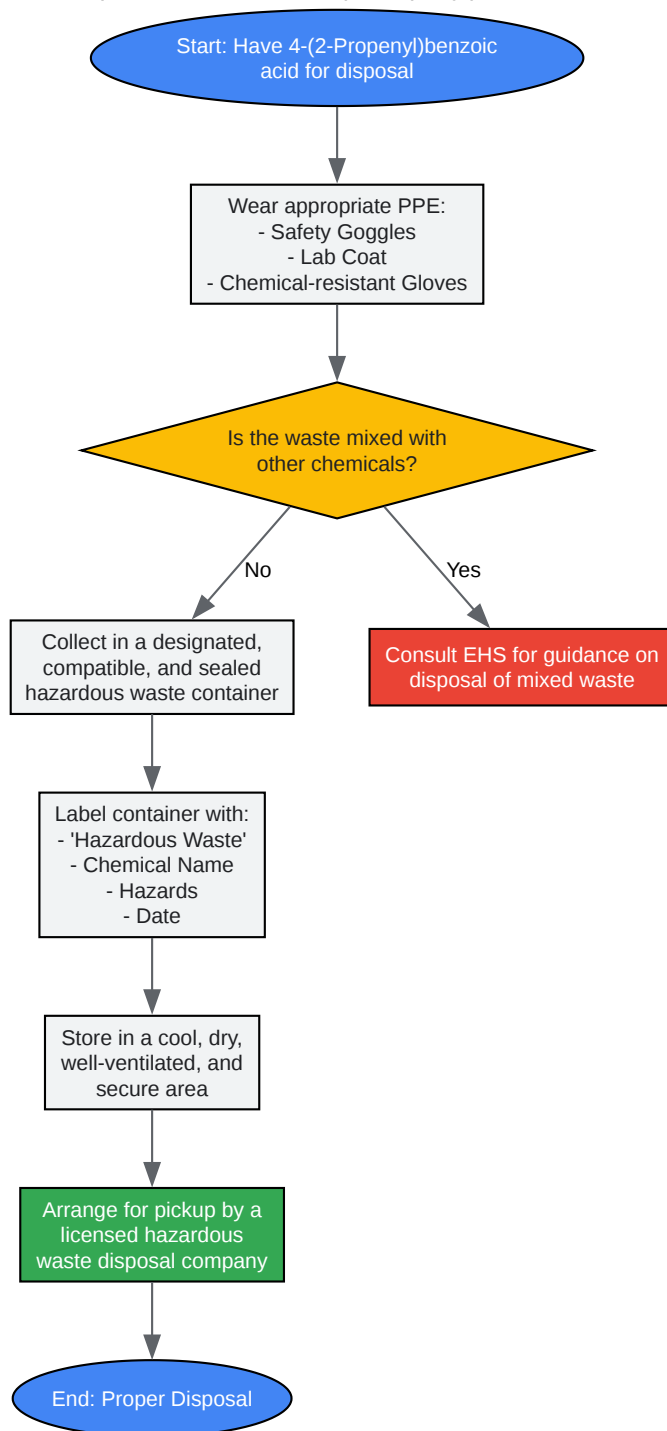 Start: Have 4-(2-Propenyl)benzoic
acid for disposal
Wear appropriate PPE:
- Safety Goggles
- Lab Coat
- Chemical-resistant Gloves
Is the waste mixed with
other chemicals?
No
Yes
Collect in a designated,
compatible, and sealed
hazardous waste container
Consult EHS for guidance on
disposal of mixed waste
Label container with:
- 'Hazardous Waste'
- Chemical Name
- Hazards
- Date
Store in a cool, dry,
well-ventilated, and
secure area
Arrange for pickup by a
licensed hazardous
waste disposal company
End: Proper Disposal